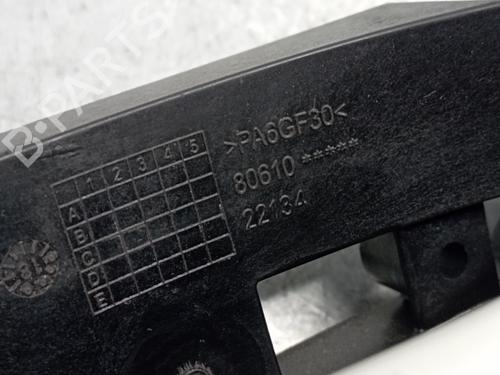 >PA6GF30<
80610 *****
22134
1 2 3 4 5
A
B
C
D
E
B-PARTS